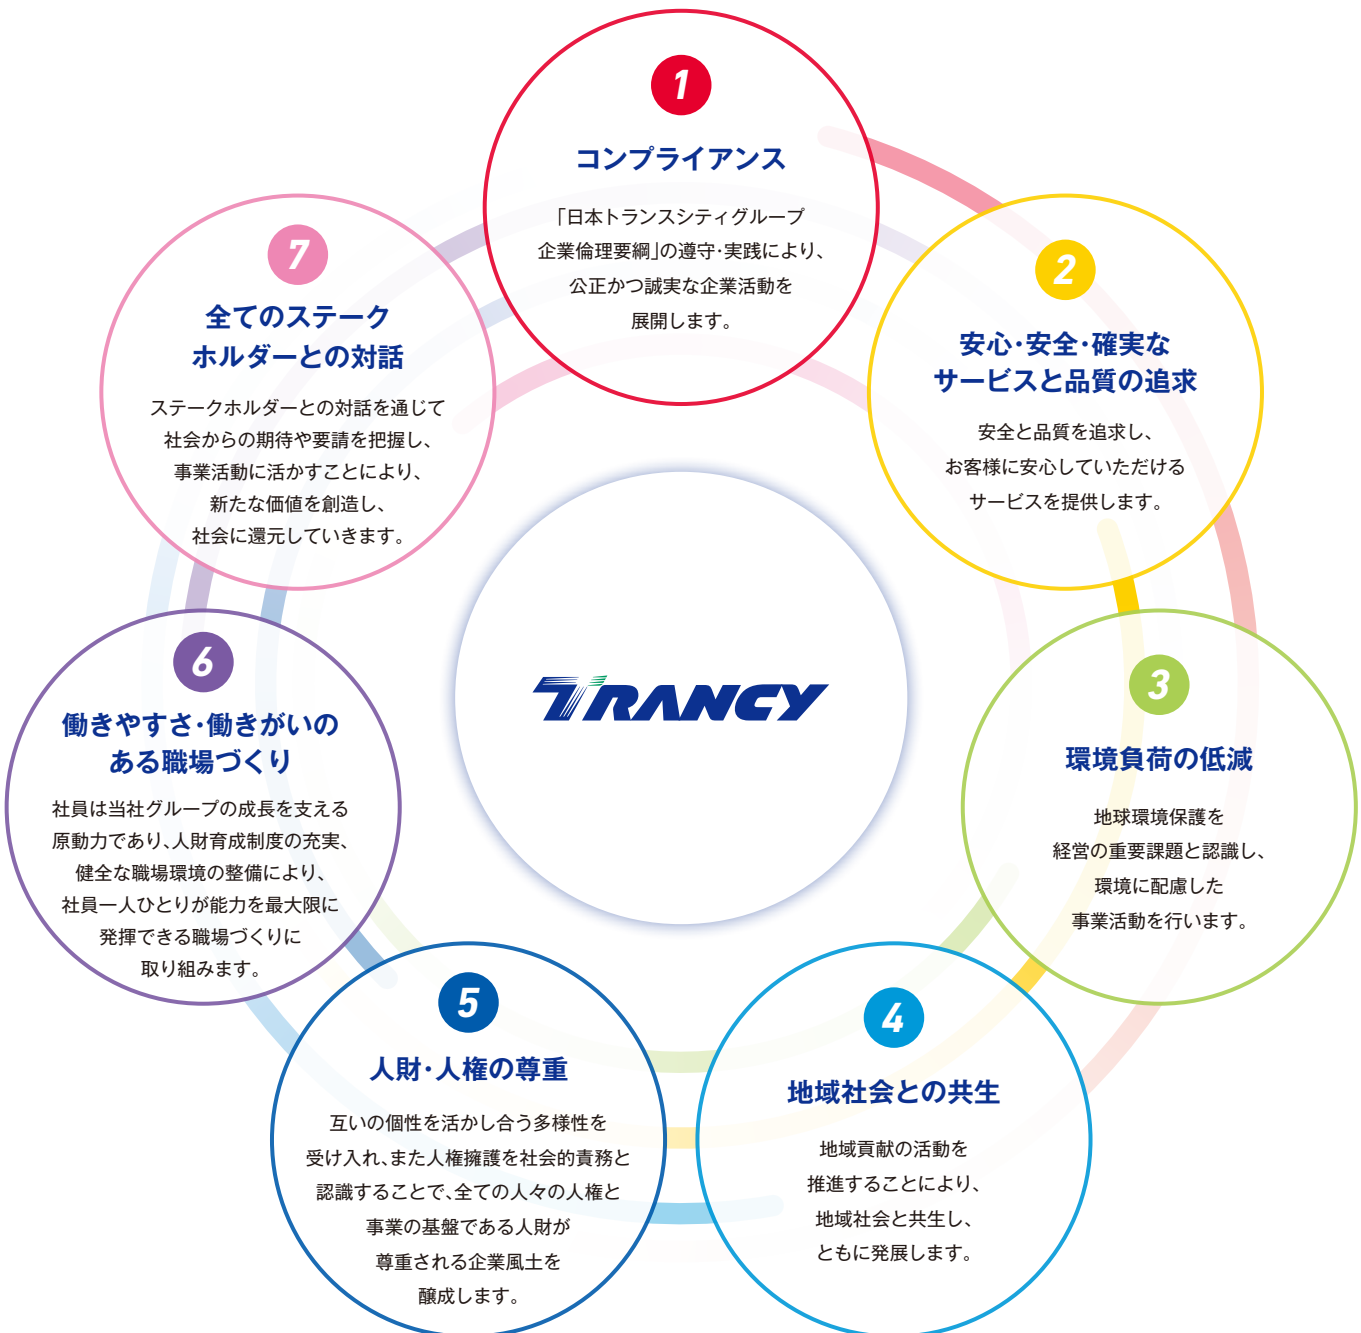 1
コンプライアンス
「日本トランスシティグループ
企業倫理要綱」の遵守・実践により、
公正かつ誠実な企業活動を
展開します。
2
安心・安全・確実な
サービスと品質の追求
安全と品質を追求し、
お客様に安心していただける
サービスを提供します。
3
環境負荷の低減
地球環境保護を
経営の重要課題と認識し、
環境に配慮した
事業活動を行います。
4
地域社会との共生
地域貢献の活動を
推進することにより、
地域社会と共生し、
ともに発展します。
5
人財・人権の尊重
互いの個性を活かし合う多様性を
受け入れ、また人権擁護を社会的責務と
認識することで、全ての人々の人権と
事業の基盤である人財が
尊重される企業風土を
醸成します。
6
働きやすさ・働きがいの
ある職場づくり
社員は当社グループの成長を支える
原動力であり、人財育成制度の充実、
健全な職場環境の整備により、
社員一人ひとりが能力を最大限に
発揮できる職場づくりに
取り組みます。
7
全てのステーク
ホルダーとの対話
ステークホルダーとの対話を通じて
社会からの期待や要請を把握し、
事業活動に活かすことにより、
新たな価値を創造し、
社会に還元していきます。
TRANCY